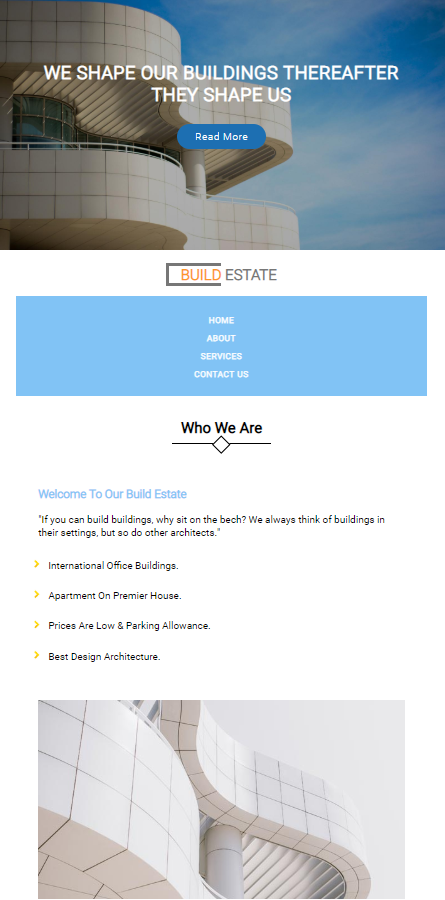 WE SHAPE OUR BUILDINGS THEREAFTER
THEY SHAPE US
Read More
BUILD ESTATE
HOME
ABOUT
SERVICES
CONTACT US
Who We Are
Welcome To Our Build Estate
"If you can build buildings, why sit on the bech? We always think of buildings in
their settings, but so do other architects."
International Office Buildings.
Apartment On Premier House.
Prices Are Low & Parking Allowance.
Best Design Architecture.